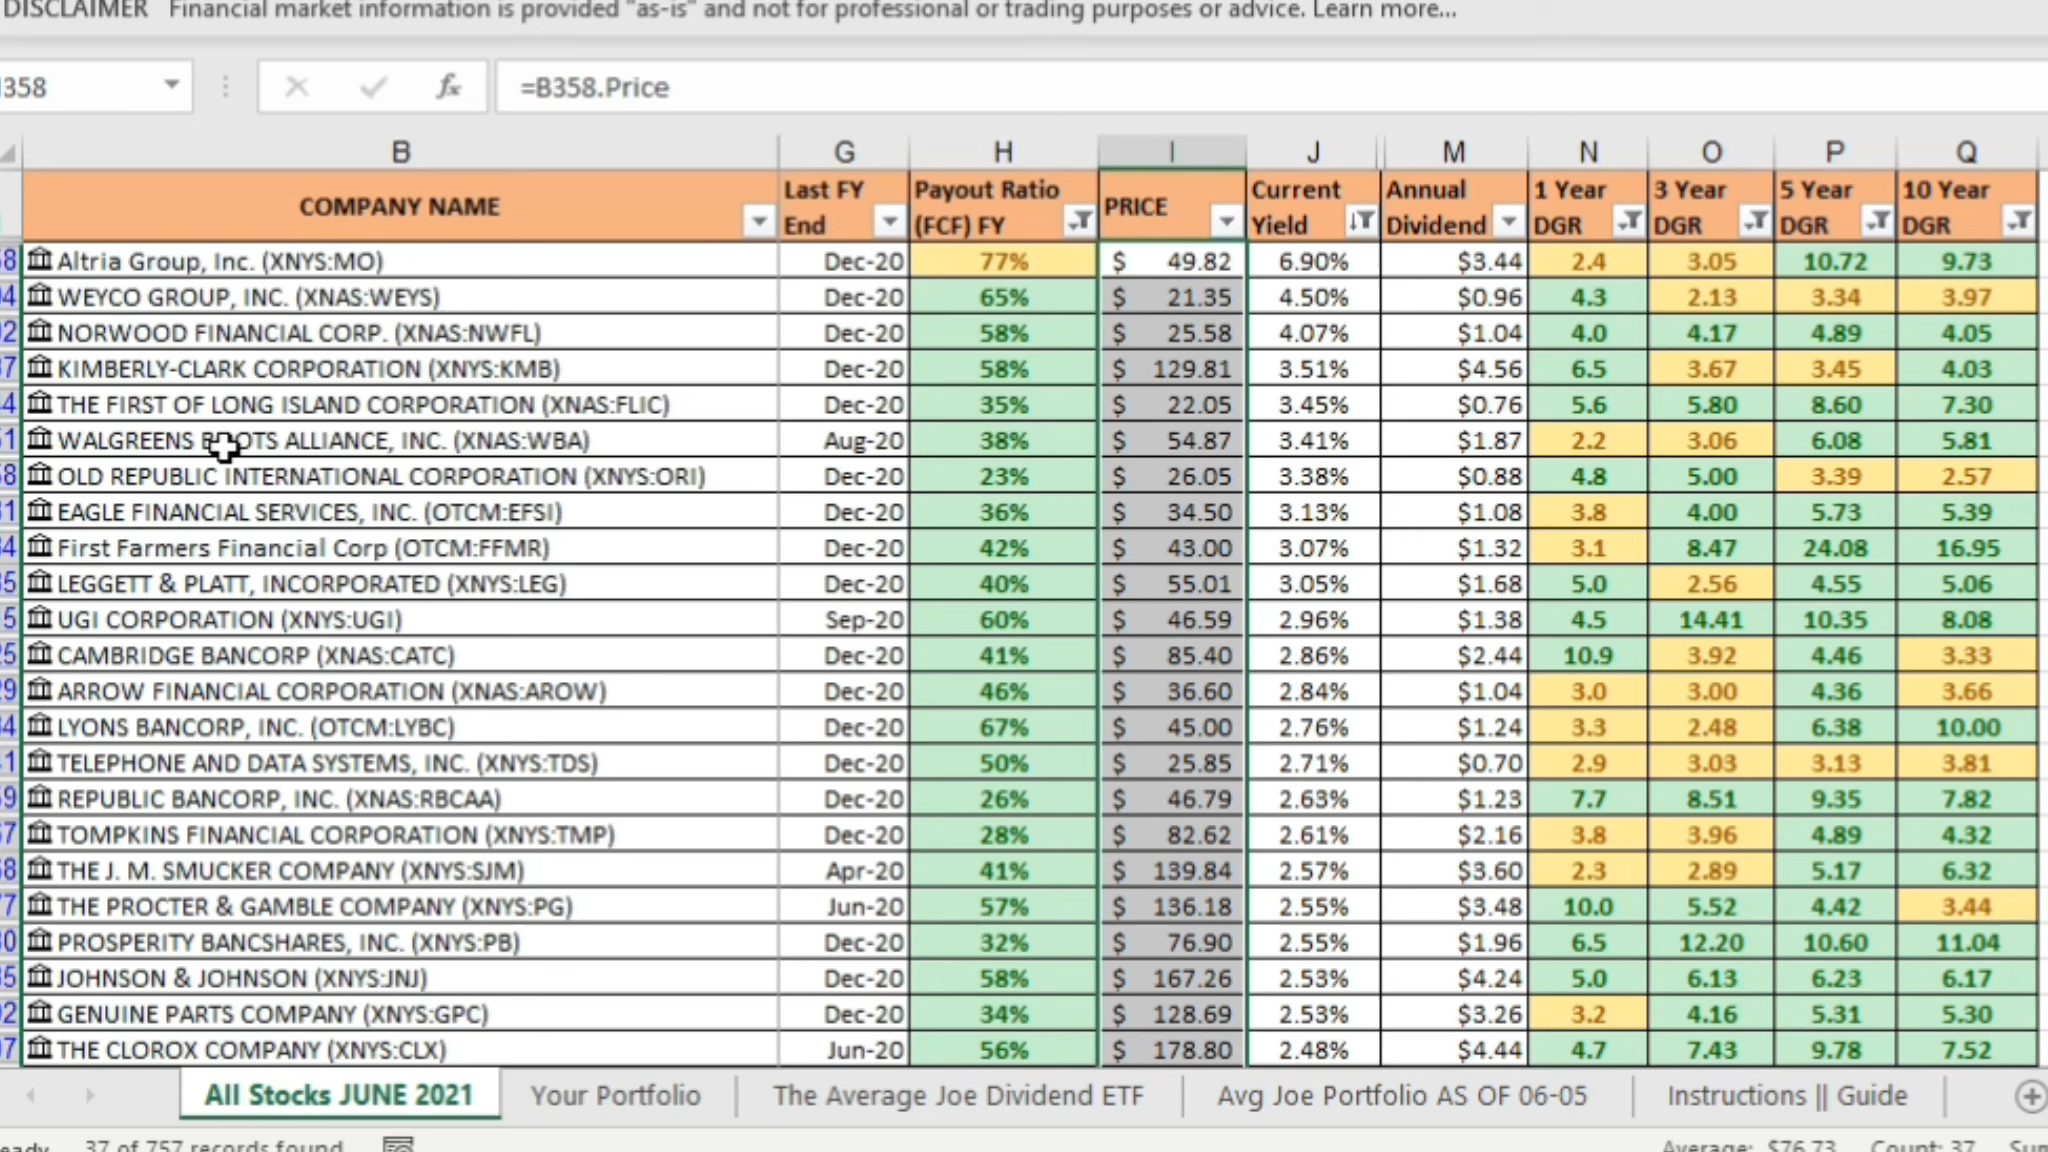 DISCLAIMER Financial market information is provided "as-is" and not for professional or trading purposes or advice. Learn more...
358 fx =B358.Price
B G H I J M N O P Q
COMPANY NAME Last FY End Payout Ratio (FCF) FY PRICE Current Yield Annual Dividend 1 Year DGR 3 Year DGR 5 Year DGR 10 Year DGR
58 Altria Group, Inc. (XNYS:MO) Dec-20 77% $ 49.82 6.90% $3.44 2.4 3.05 10.72 9.73
04 WEYCO GROUP, INC. (XNAS:WEYS) Dec-20 65% $ 21.35 4.50% $0.96 4.3 2.13 3.34 3.97
02 NORWOOD FINANCIAL CORP. (XNAS:NWFL) Dec-20 58% $ 25.58 4.07% $1.04 4.0 4.17 4.89 4.05
37 KIMBERLY-CLARK CORPORATION (XNYS:KMB) Dec-20 58% $ 129.81 3.51% $4.56 6.5 3.67 3.45 4.03
44 THE FIRST OF LONG ISLAND CORPORATION (XNAS:FLIC) Dec-20 35% $ 22.05 3.45% $0.76 5.6 5.80 8.60 7.30
51 WALGREENS BOOTS ALLIANCE, INC. (XNAS:WBA) Aug-20 38% $ 54.87 3.41% $1.87 2.2 3.06 6.08 5.81
58 OLD REPUBLIC INTERNATIONAL CORPORATION (XNYS:ORI) Dec-20 23% $ 26.05 3.38% $0.88 4.8 5.00 3.39 2.57
31 EAGLE FINANCIAL SERVICES, INC. (OTCM:EFSI) Dec-20 36% $ 34.50 3.13% $1.08 3.8 4.00 5.73 5.39
34 First Farmers Financial Corp (OTCM:FFMR) Dec-20 42% $ 43.00 3.07% $1.32 3.1 8.47 24.08 16.95
35 LEGGETT & PLATT, INCORPORATED (XNYS:LEG) Dec-20 40% $ 55.01 3.05% $1.68 5.0 2.56 4.55 5.06
15 UGI CORPORATION (XNYS:UGI) Sep-20 60% $ 46.59 2.96% $1.38 4.5 14.41 10.35 8.08
25 CAMBRIDGE BANCORP (XNAS:CATC) Dec-20 41% $ 85.40 2.86% $2.44 10.9 3.92 4.46 3.33
29 ARROW FINANCIAL CORPORATION (XNAS:AROW) Dec-20 46% $ 36.60 2.84% $1.04 3.0 3.00 4.36 3.66
34 LYONS BANCORP, INC. (OTCM:LYBC) Dec-20 67% $ 45.00 2.76% $1.24 3.3 2.48 6.38 10.00
41 TELEPHONE AND DATA SYSTEMS, INC. (XNYS:TDS) Dec-20 50% $ 25.85 2.71% $0.70 2.9 3.03 3.13 3.81
59 REPUBLIC BANCORP, INC. (XNAS:RBCAA) Dec-20 26% $ 46.79 2.63% $1.23 7.7 8.51 9.35 7.82
67 TOMPKINS FINANCIAL CORPORATION (XNYS:TMP) Dec-20 28% $ 82.62 2.61% $2.16 3.8 3.96 4.89 4.32
68 THE J. M. SMUCKER COMPANY (XNYS:SJM) Apr-20 41% $ 139.84 2.57% $3.60 2.3 2.89 5.17 6.32
77 THE PROCTER & GAMBLE COMPANY (XNYS:PG) Jun-20 57% $ 136.18 2.55% $3.48 10.0 5.52 4.42 3.44
80 PROSPERITY BANCSHARES, INC. (XNYS:PB) Dec-20 32% $ 76.90 2.55% $1.96 6.5 12.20 10.60 11.04
85 JOHNSON & JOHNSON (XNYS:JNJ) Dec-20 58% $ 167.26 2.53% $4.24 5.0 6.13 6.23 6.17
92 GENUINE PARTS COMPANY (XNYS:GPC) Dec-20 34% $ 128.69 2.53% $3.26 3.2 4.16 5.31 5.30
07 THE CLOROX COMPANY (XNYS:CLX) Jun-20 56% $ 178.80 2.48% $4.44 4.7 7.43 9.78 7.52
All Stocks JUNE 2021 Your Portfolio The Average Joe Dividend ETF Avg Joe Portfolio AS OF 06-05 Instructions || Guide
eady 37 of 757 records found Average: $76.73 Count: 37 Sum